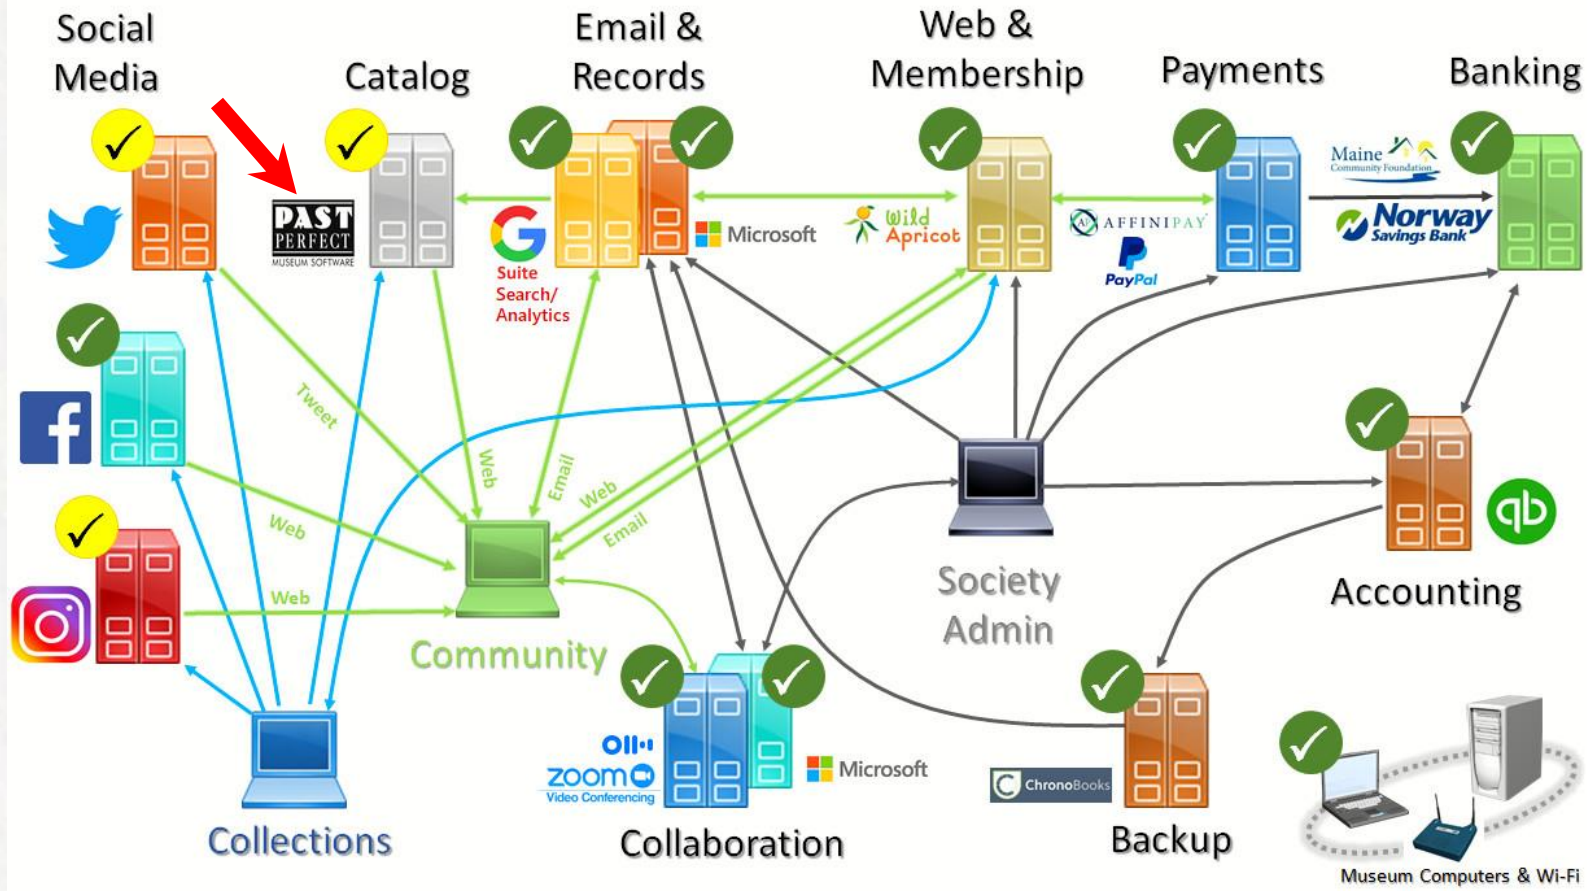 Social
Media
Catalog
Email &
Records
Web &
Membership
Payments
Banking
PAST
PERFECT
MUSEUM SOFTWARE
G
Suite
Search/
Analytics
Microsoft
Wild
Apricot
AP AFFINIPAY
PayPal
Maine
Community Foundation
Norway
Savings Bank
Tweet
Web
Email
Web
Email
Web
Web
Community
Society
Admin
qb
Accounting
Collections
zoom
Video Conferencing
Microsoft
Collaboration
C ChronoBooks
Backup
Museum Computers & Wi-Fi